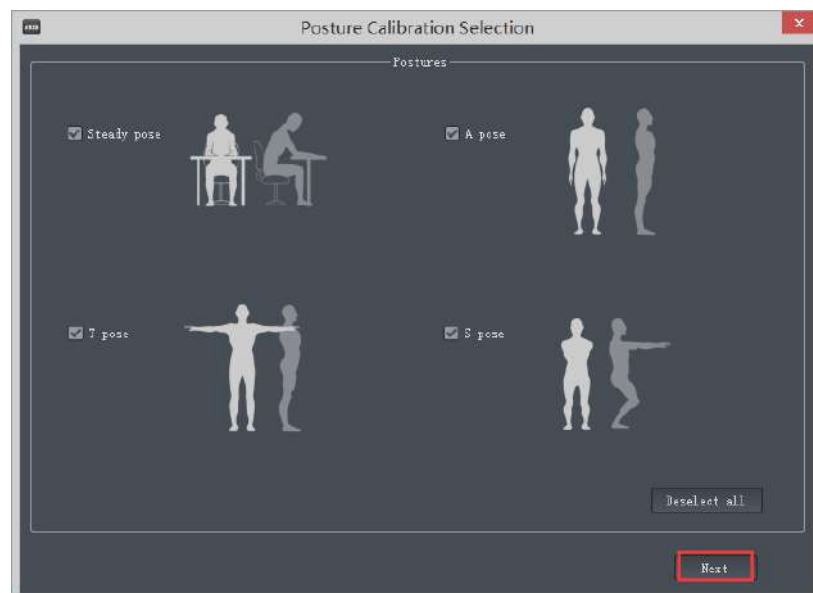 Posture Calibration Selection
x
Postures
Steady pose
A pose
T pose
S pose
Deselect all
Next